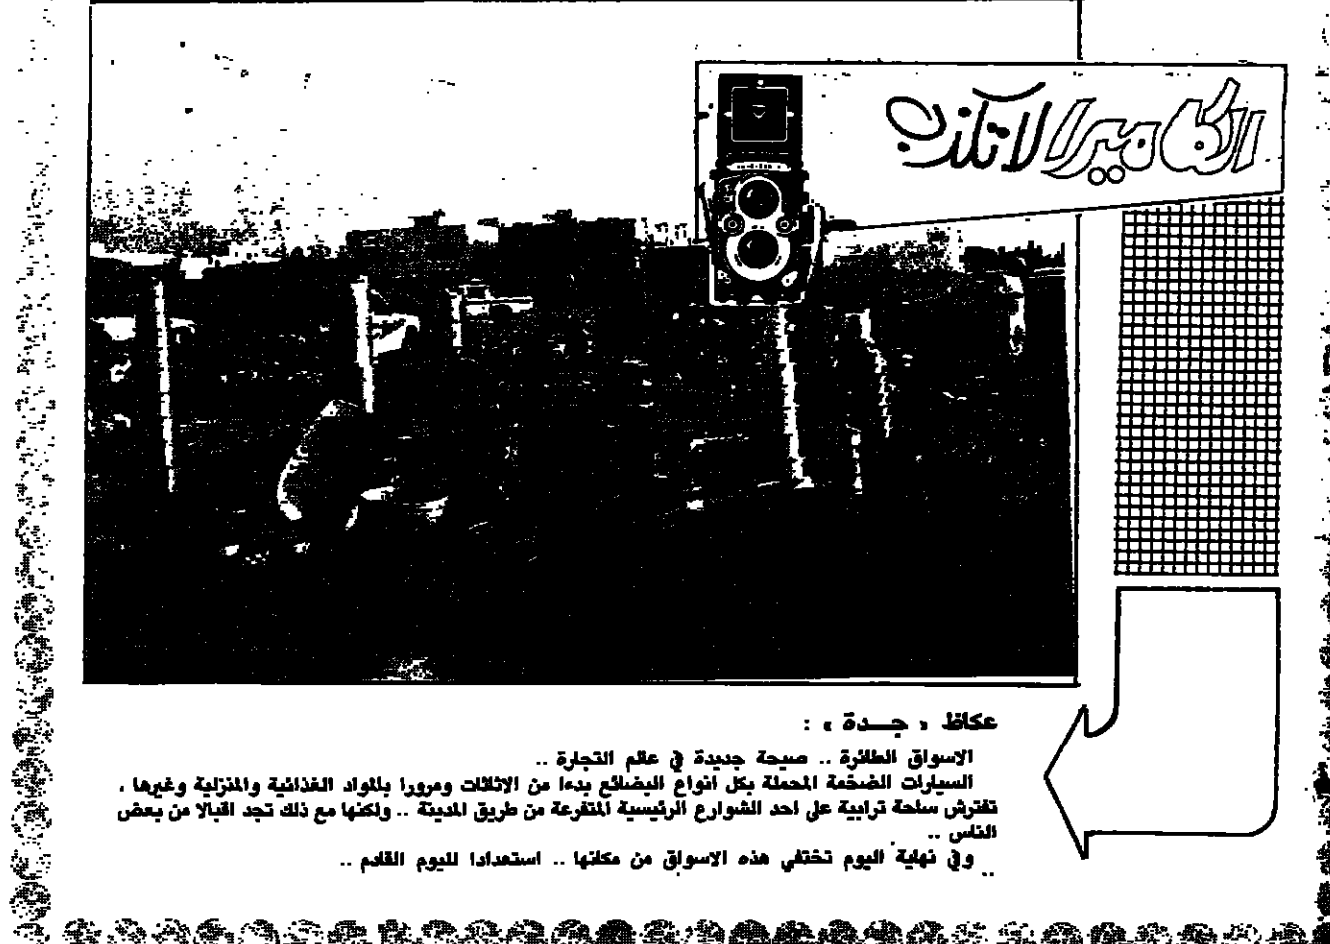 الكاميرا لا تكذب
عكاظ « جـــدة » :
الاسواق الطائرة .. صيحة جديدة في عالم التجارة ..
السيارات الضخمة المحملة بكل انواع البضائع بدءا من الاثاثات ومرورا بالمواد الغذائية والمنزلية وغيرها ،
تفترش ساحة ترابية على احد الشوارع الرئيسية المتفرعة من طريق المدينة .. ولكنها مع ذلك تجد اقبالا من بعض
الناس ..
وفي نهاية اليوم تختفي هذه الاسواق من مكانها .. استعدادا لليوم القادم ..